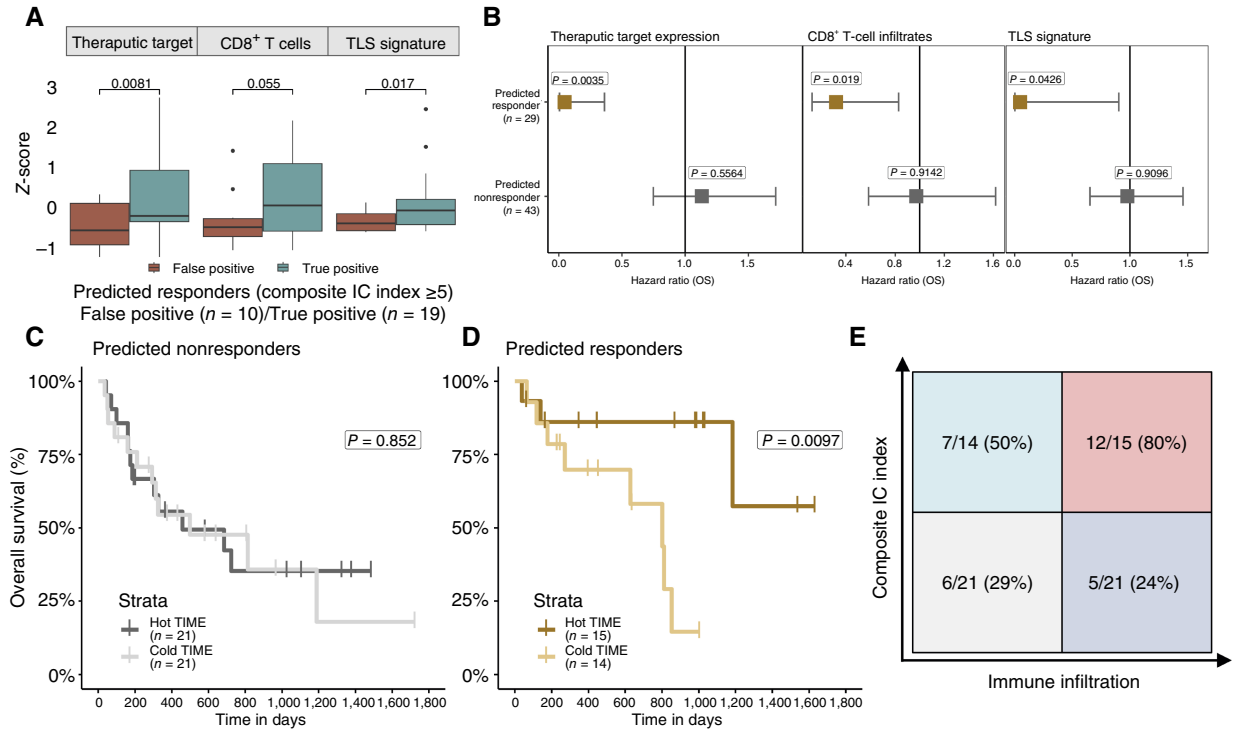 A
Theraputic target
CD8+ T cells
TLS signature
0.0081
0.055
0.017
3
2
1
0
−1
Z-score
False positive
True positive
Predicted responders (composite IC index ≥5)
False positive (n = 10)/True positive (n = 19)
B
Theraputic target expression
CD8+ T-cell infiltrates
TLS signature
Predicted
responder
(n = 29)
P = 0.0035
P = 0.019
P = 0.0426
Predicted
nonresponder
(n = 43)
P = 0.5564
P = 0.9142
P = 0.9096
0.0 0.5 1.0 1.5
0.4 0.8 1.2 1.6
0.0 0.5 1.0 1.5
Hazard ratio (OS)
Hazard ratio (OS)
Hazard ratio (OS)
C
Predicted nonresponders
100%
75%
50%
25%
0%
Overall survival (%)
P = 0.852
Strata
Hot TIME
(n = 21)
Cold TIME
(n = 21)
0 200 400 600 800 1,000 1,200 1,400 1,600 1,800
Time in days
D
Predicted responders
100%
75%
50%
25%
0%
P = 0.0097
Strata
Hot TIME
(n = 15)
Cold TIME
(n = 14)
0 200 400 600 800 1,000 1,200 1,400 1,600 1,800
Time in days
E
Composite IC index
7/14 (50%)
12/15 (80%)
6/21 (29%)
5/21 (24%)
Immune infiltration